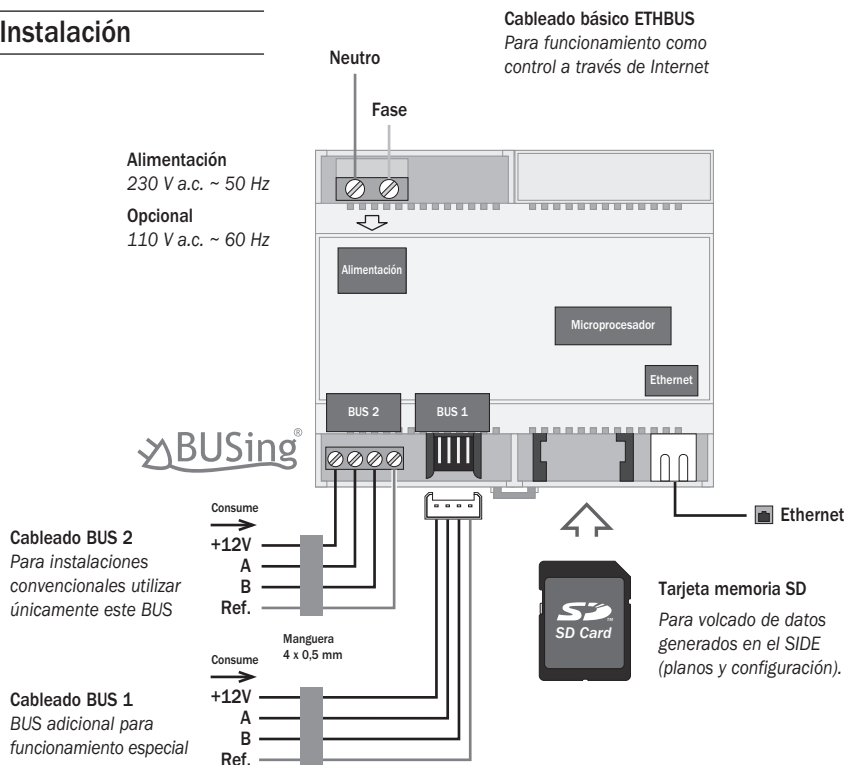 Instalación
Cableado básico ETHBUS
Para funcionamiento como
control a través de Internet
Neutro
Fase
Alimentación
230 V a.c. ~ 50 Hz
Opcional
110 V a.c. ~ 60 Hz
Alimentación
Microprocesador
Ethernet
BUS 2
BUS 1
BUSing®
Ethernet
Cableado BUS 2
Para instalaciones
convencionales utilizar
únicamente este BUS
Consume
+12V
A
B
Ref.
Manguera
4 x 0,5 mm
Cableado BUS 1
BUS adicional para
funcionamiento especial
Consume
+12V
A
B
Ref.
SD™
SD Card
Tarjeta memoria SD
Para volcado de datos
generados en el SIDE
(planos y configuración).